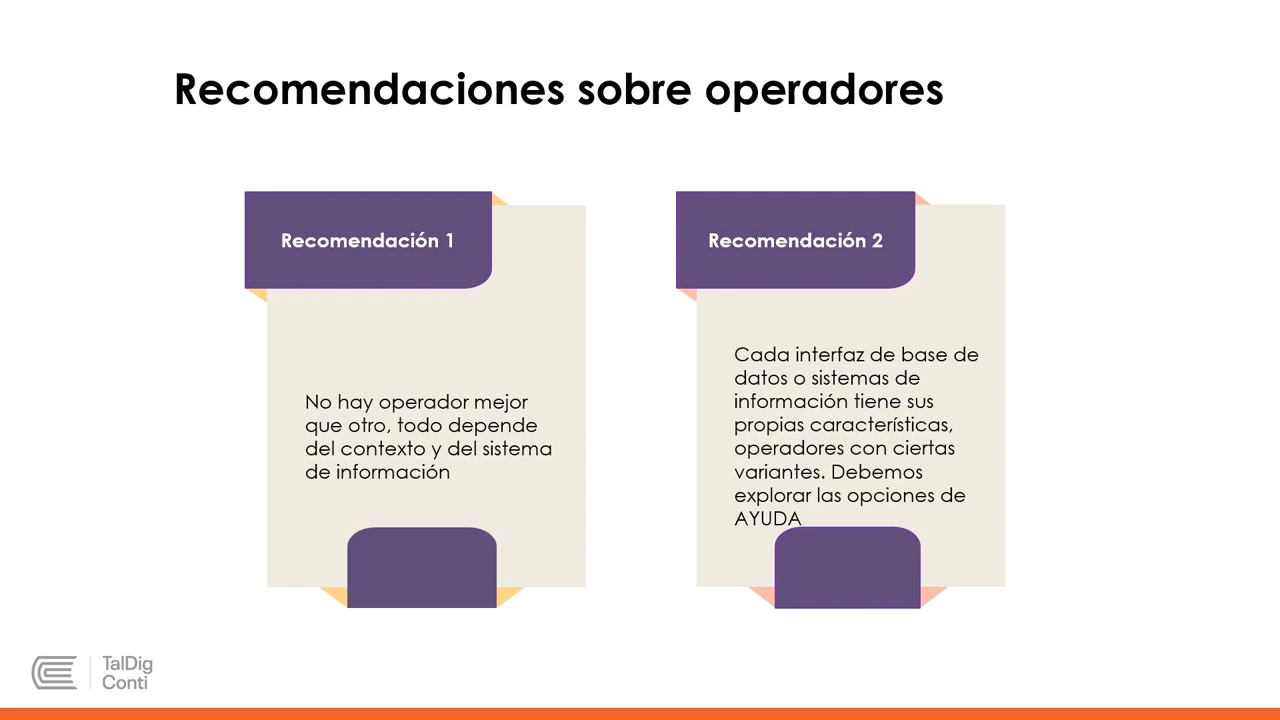 Recomendaciones sobre operadores
Recomendación 1
No hay operador mejor
que otro, todo depende
del contexto y del sistema
de información
Recomendación 2
Cada interfaz de base de
datos o sistemas de
información tiene sus
propias características,
operadores con ciertas
variantes. Debemos
explorar las opciones de
AYUDA
TalDig
Conti